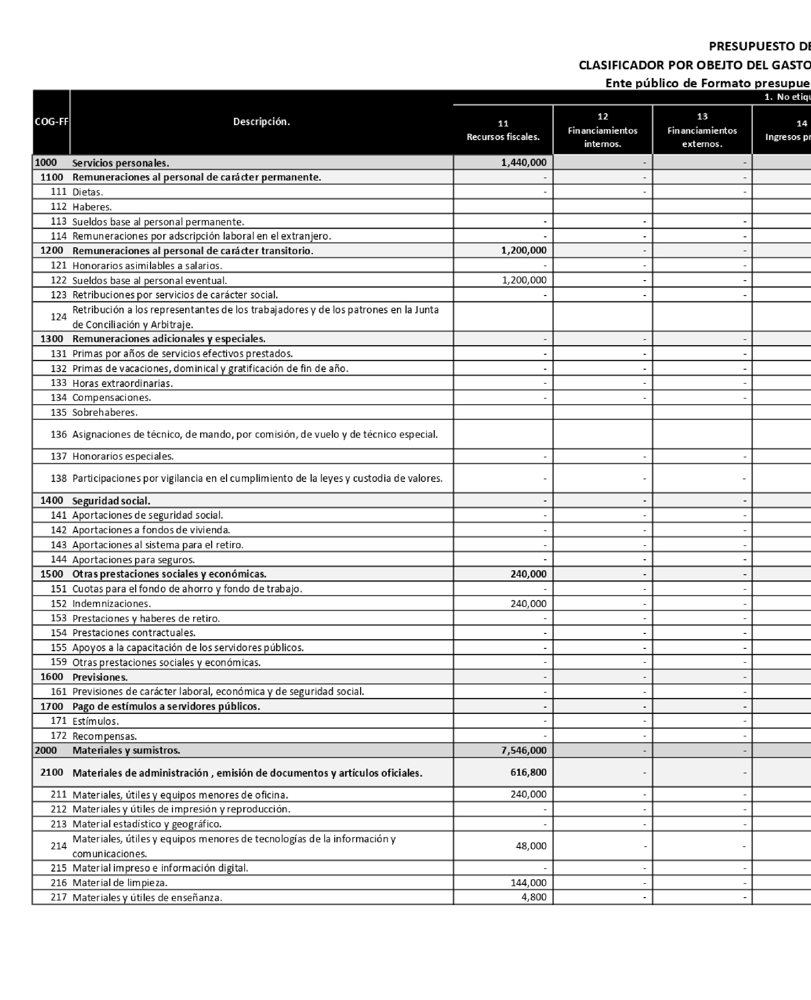 PRESUPUESTO DE
CLASIFICADOR POR OBEJTO DEL GASTO
Ente público de Formato presupue
1. No etiqu
COG-FF Descripción. 11 Recursos fiscales. 12 Financiamientos internos. 13 Financiamientos externos. 14 Ingresos pr
1000 Servicios personales. 1,440,000 - -
1100 Remuneraciones al personal de carácter permanente. - - -
111 Dietas. - - -
112 Haberes.
113 Sueldos base al personal permanente. - - -
114 Remuneraciones por adscripción laboral en el extranjero. - - -
1200 Remuneraciones al personal de carácter transitorio. 1,200,000 - -
121 Honorarios asimilables a salarios. - - -
122 Sueldos base al personal eventual. 1,200,000 - -
123 Retribuciones por servicios de carácter social. - - -
124 Retribución a los representantes de los trabajadores y de los patrones en la Junta
de Conciliación y Arbitraje.
1300 Remuneraciones adicionales y especiales. - - -
131 Primas por años de servicios efectivos prestados. - - -
132 Primas de vacaciones, dominical y gratificación de fin de año. - - -
133 Horas extraordinarias. - - -
134 Compensaciones. - - -
135 Sobrehaberes.
136 Asignaciones de técnico, de mando, por comisión, de vuelo y de técnico especial.
137 Honorarios especiales. - - -
138 Participaciones por vigilancia en el cumplimiento de la leyes y custodia de valores. - - -
1400 Seguridad social. - - -
141 Aportaciones de seguridad social. - - -
142 Aportaciones a fondos de vivienda. - - -
143 Aportaciones al sistema para el retiro. - - -
144 Aportaciones para seguros. - - -
1500 Otras prestaciones sociales y económicas. 240,000 - -
151 Cuotas para el fondo de ahorro y fondo de trabajo. - - -
152 Indemnizaciones. 240,000 - -
153 Prestaciones y haberes de retiro. - - -
154 Prestaciones contractuales. - - -
155 Apoyos a la capacitación de los servidores públicos. - - -
159 Otras prestaciones sociales y económicas. - - -
1600 Previsiones. - - -
161 Previsiones de carácter laboral, económica y de seguridad social. - - -
1700 Pago de estímulos a servidores públicos. - - -
171 Estímulos. - - -
172 Recompensas. - - -
2000 Materiales y sumistros. 7,546,000 - -
2100 Materiales de administración , emisión de documentos y artículos oficiales. 616,800 - -
211 Materiales, útiles y equipos menores de oficina. 240,000 - -
212 Materiales y útiles de impresión y reproducción. - - -
213 Material estadístico y geográfico. - - -
214 Materiales, útiles y equipos menores de tecnologías de la información y
comunicaciones. 48,000 - -
215 Material impreso e información digital. - - -
216 Material de limpieza. 144,000 - -
217 Materiales y útiles de enseñanza. 4,800 - -